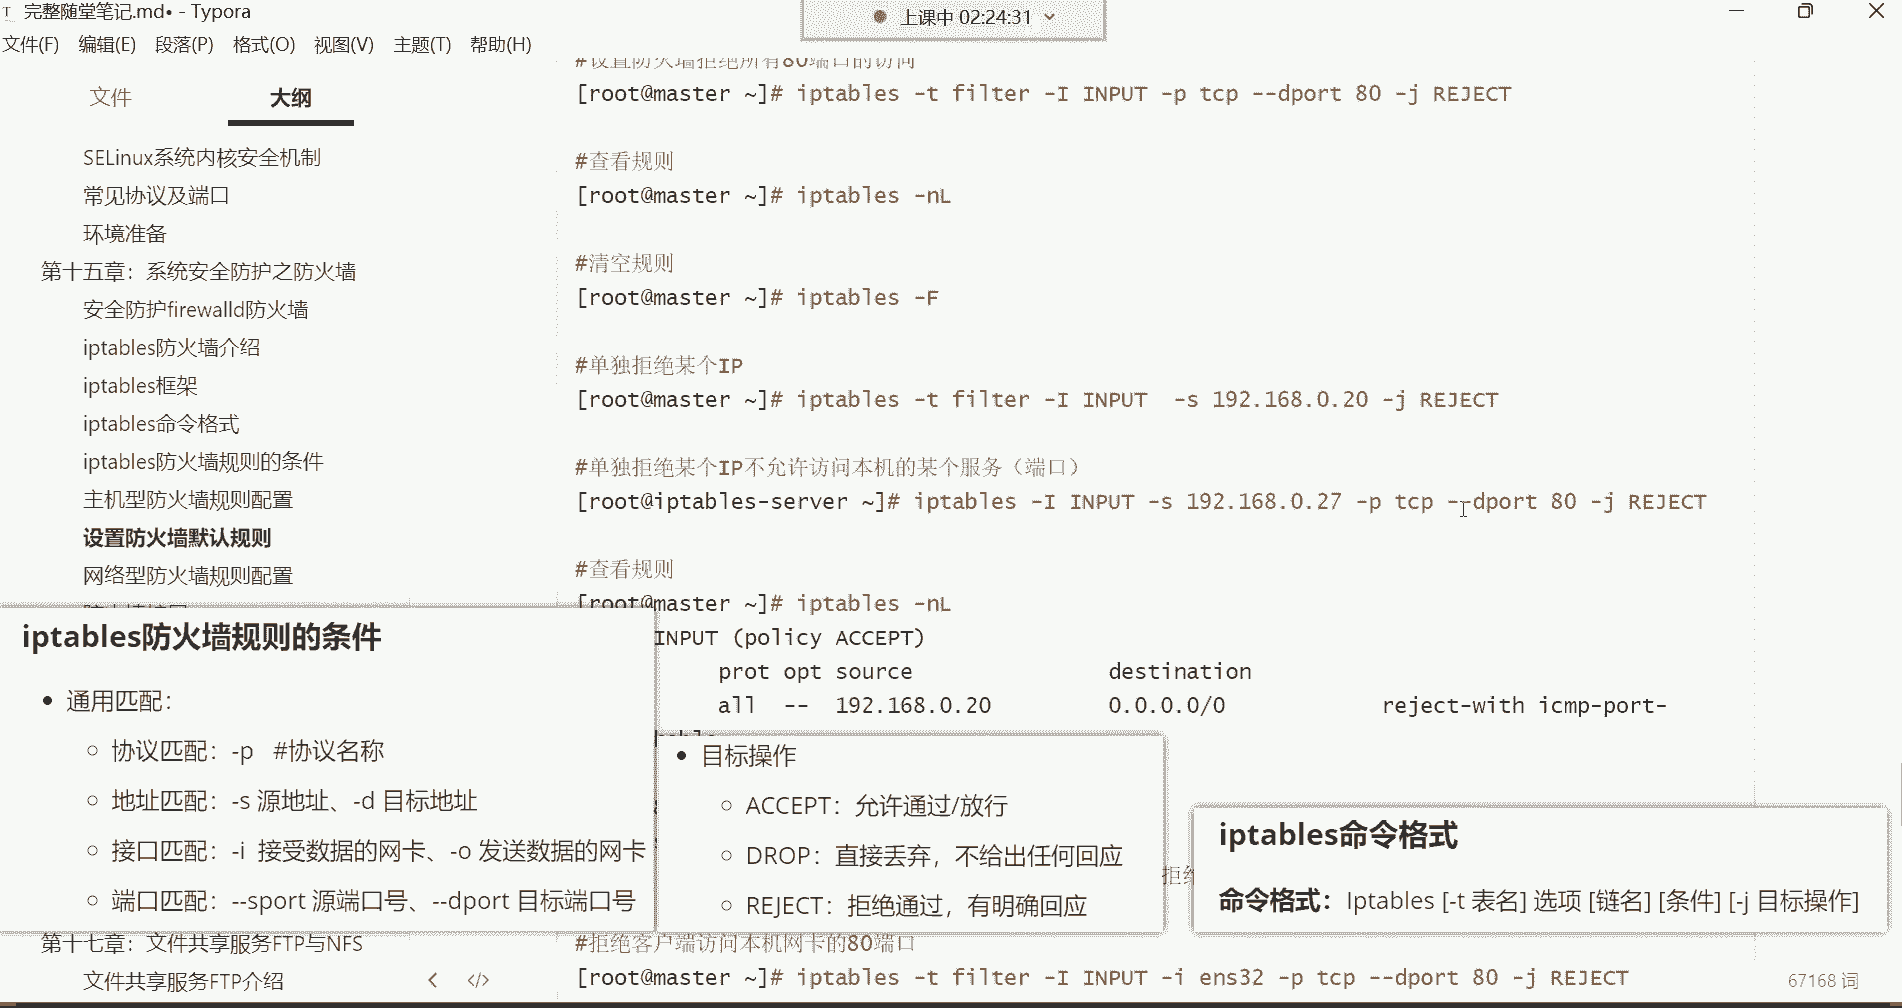 完整随堂笔记.md• - Typora
上课中 02:24:31
文件(F) 编辑(E) 段落(P) 格式(O) 视图(V) 主题(T) 帮助(H)
文件 大纲
SELinux系统内核安全机制
常见协议及端口
环境准备
第十五章：系统安全防护之防火墙
安全防护firewalld防火墙
iptables防火墙介绍
iptables框架
iptables命令格式
iptables防火墙规则的条件
主机型防火墙规则配置
设置防火墙默认规则
网络型防火墙规则配置
第十七章：文件共享服务FTP与NFS
文件共享服务FTP介绍
#设置防火墙拒绝所有80端口的访问
[root@master ~]# iptables -t filter -I INPUT -p tcp --dport 80 -j REJECT
#查看规则
[root@master ~]# iptables -nL
#清空规则
[root@master ~]# iptables -F
#单独拒绝某个IP
[root@master ~]# iptables -t filter -I INPUT  -s 192.168.0.20 -j REJECT
#单独拒绝某个IP不允许访问本机的某个服务（端口）
[root@iptables-server ~]# iptables -I INPUT -s 192.168.0.27 -p tcp --dport 80 -j REJECT
#查看规则
[root@master ~]# iptables -nL
INPUT (policy ACCEPT)
prot opt source destination
all -- 192.168.0.20 0.0.0.0/0 reject-with icmp-port-
拒绝
#拒绝客户端访问本机网卡的80端口
[root@master ~]# iptables -t filter -I INPUT -i ens32 -p tcp --dport 80 -j REJECT
iptables防火墙规则的条件
• 通用匹配：
◦ 协议匹配：-p #协议名称
◦ 地址匹配：-s 源地址、-d 目标地址
◦ 接口匹配：-i 接受数据的网卡、-o 发送数据的网卡
◦ 端口匹配：--sport 源端口号、--dport 目标端口号
• 目标操作
◦ ACCEPT：允许通过/放行
◦ DROP：直接丢弃，不给出任何回应
◦ REJECT：拒绝通过，有明确回应
iptables命令格式
命令格式：Iptables [-t 表名] 选项 [链名] [条件] [-j 目标操作]
< </> 67168 词